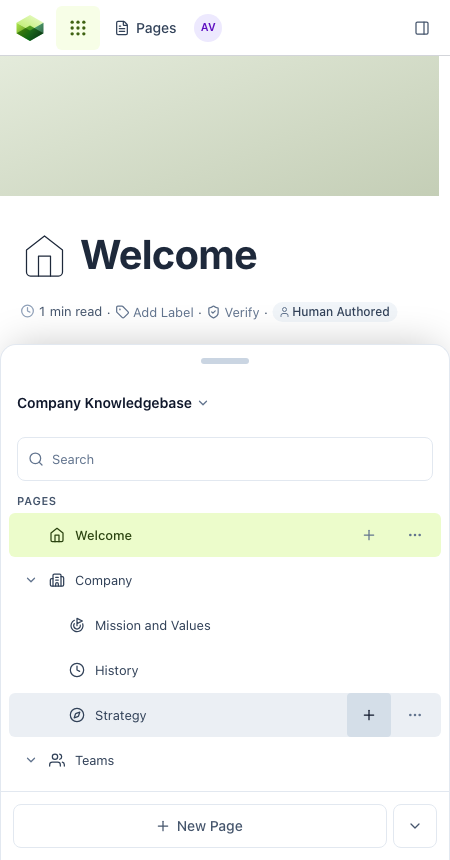 Pages AV
Welcome
1 min read · Add Label · Verify · Human Authored
Company Knowledgebase
Search
PAGES
Welcome
Company
Mission and Values
History
Strategy
Teams
New Page